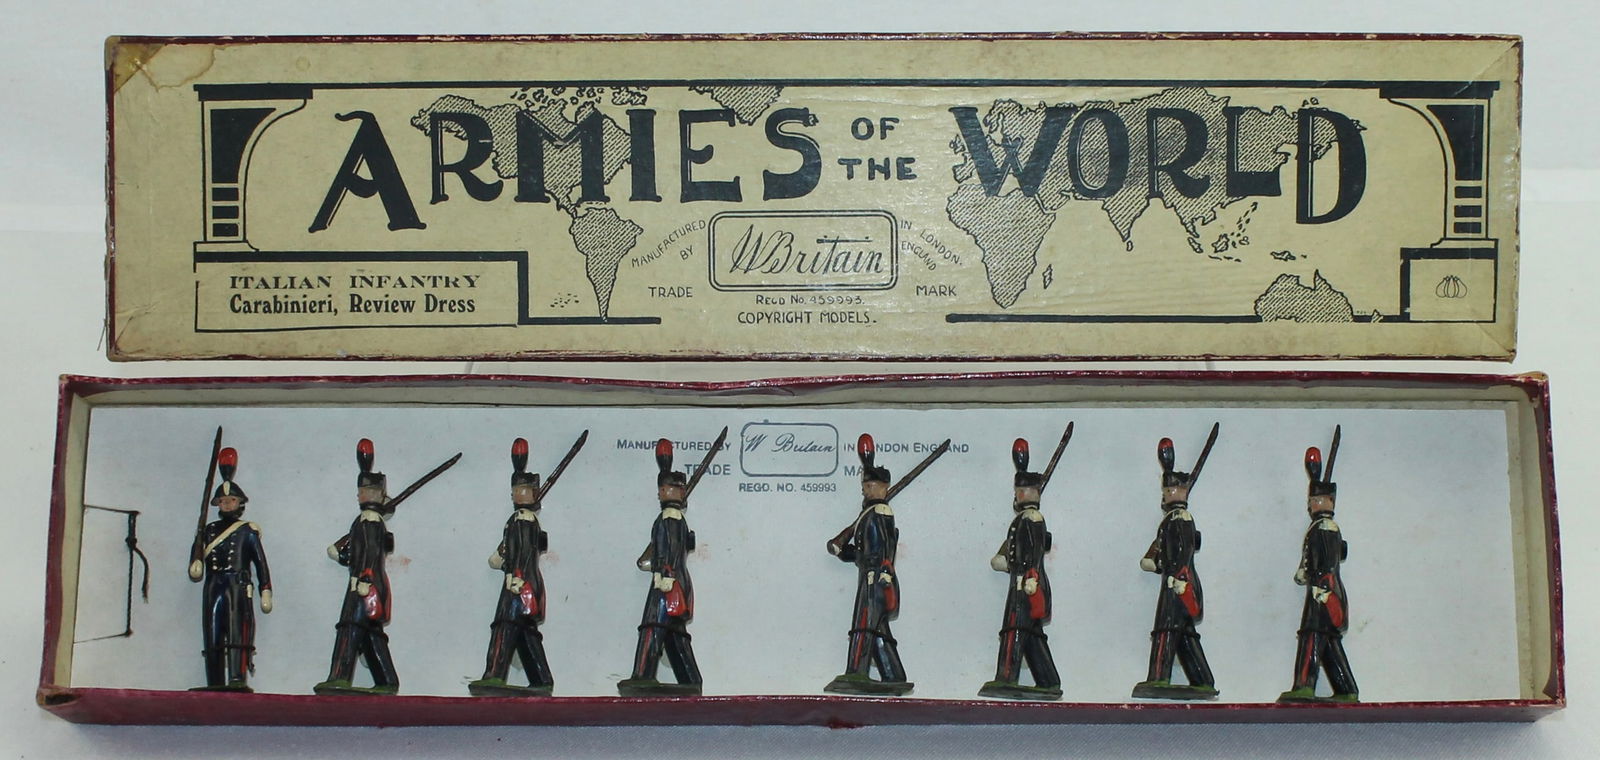 ARMIES OF THE WORLD
MANUFACTURED BY
W Britain
IN LONDON. ENGLAND
TRADE MARK
REGD No. 459993.
COPYRIGHT MODELS.
ITALIAN INFANTRY
Carabinieri, Review Dress
MANUFACTURED BY W Britain IN LONDON ENGLAND
TRADE MA
REGD. NO. 459993